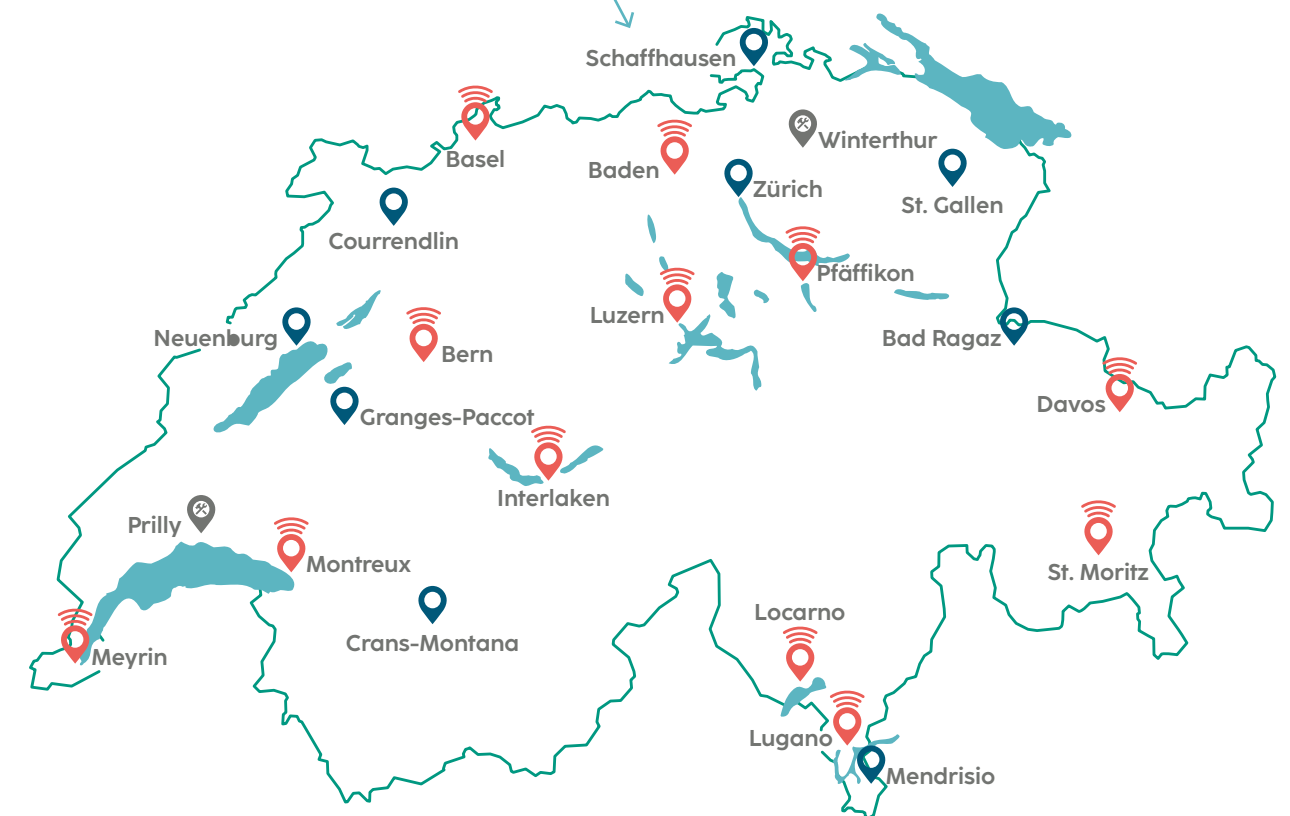 Schaffhausen
Winterthur
Basel
Baden
Zürich
St. Gallen
Courrendlin
Pfäffikon
Luzern
Neuenburg
Bad Ragaz
Bern
Davos
Granges-Paccot
Interlaken
Prilly
Montreux
St. Moritz
Locarno
Crans-Montana
Meyrin
Lugano
Mendrisio